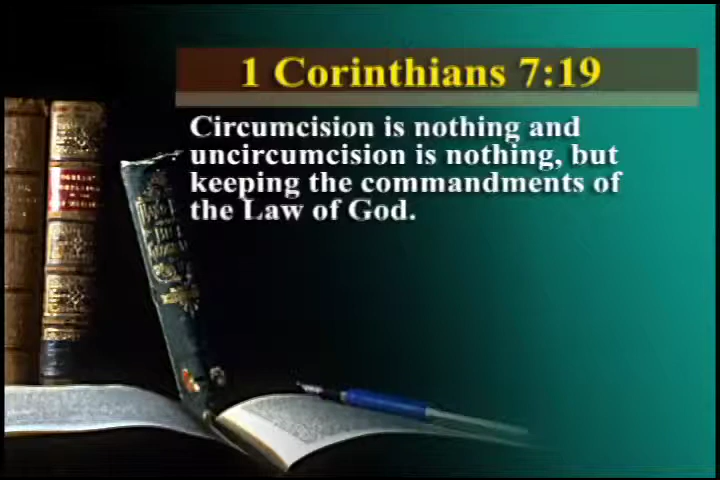 1 Corinthians 7:19
Circumcision is nothing and
uncircumcision is nothing, but
keeping the commandments of
the Law of God.